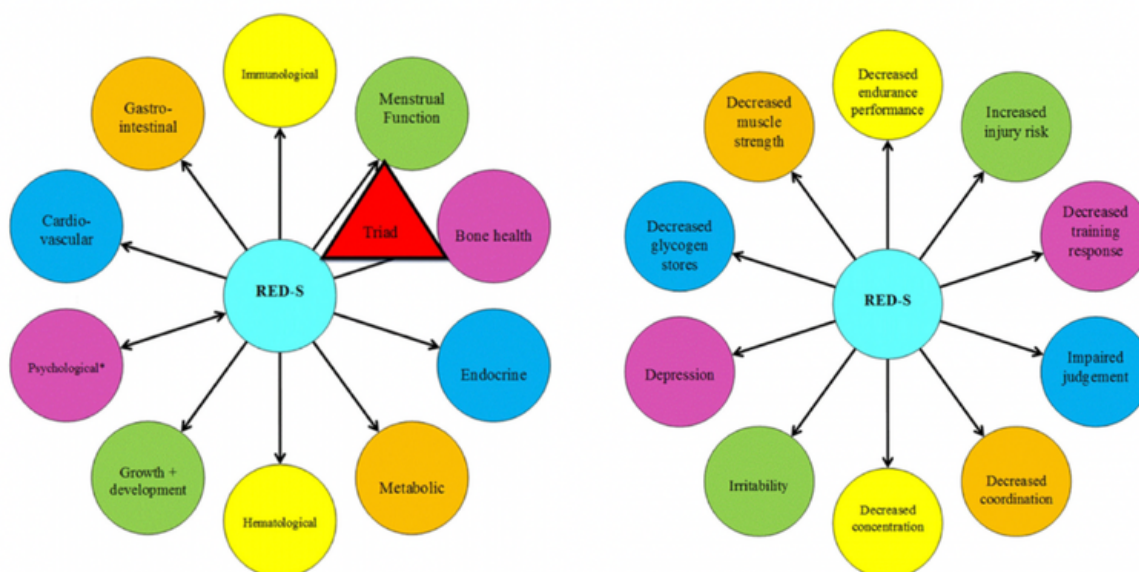 Immunological
Gastro-
intestinal
Menstrual
Function
Cardio-
vascular
Triad
Bone health
RED-S
Psychological*
Endocrine
Growth +
development
Metabolic
Hematological
Decreased
endurance
performance
Decreased
muscle
strength
Increased
injury risk
Decreased
glycogen
stores
Decreased
training
response
RED-S
Depression
Impaired
judgement
Irritability
Decreased
coordination
Decreased
concentration